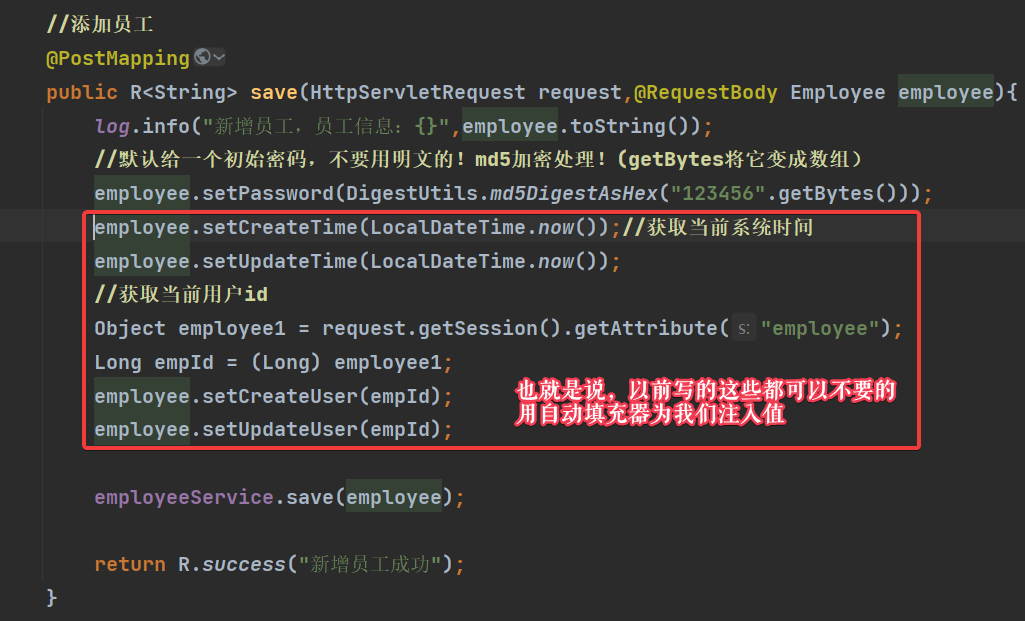 //添加员工
@PostMapping
public R<String> save(HttpServletRequest request,@RequestBody Employee employee){
log.info("新增员工，员工信息：{}",employee.toString());
//默认给一个初始密码，不要用明文的！md5加密处理！(getBytes将它变成数组）
employee.setPassword(DigestUtils.md5DigestAsHex("123456".getBytes()));
employee.setCreateTime(LocalDateTime.now());//获取当前系统时间
employee.setUpdateTime(LocalDateTime.now());
//获取当前用户id
Object employee1 = request.getSession().getAttribute( s: "employee");
Long empId = (Long) employee1;
employee.setCreateUser(empId);
employee.setUpdateUser(empId);
也就是说，以前写的这些都可以不要的
用自动填充器为我们注入值
employeeService.save(employee);
return R.success("新增员工成功");
}